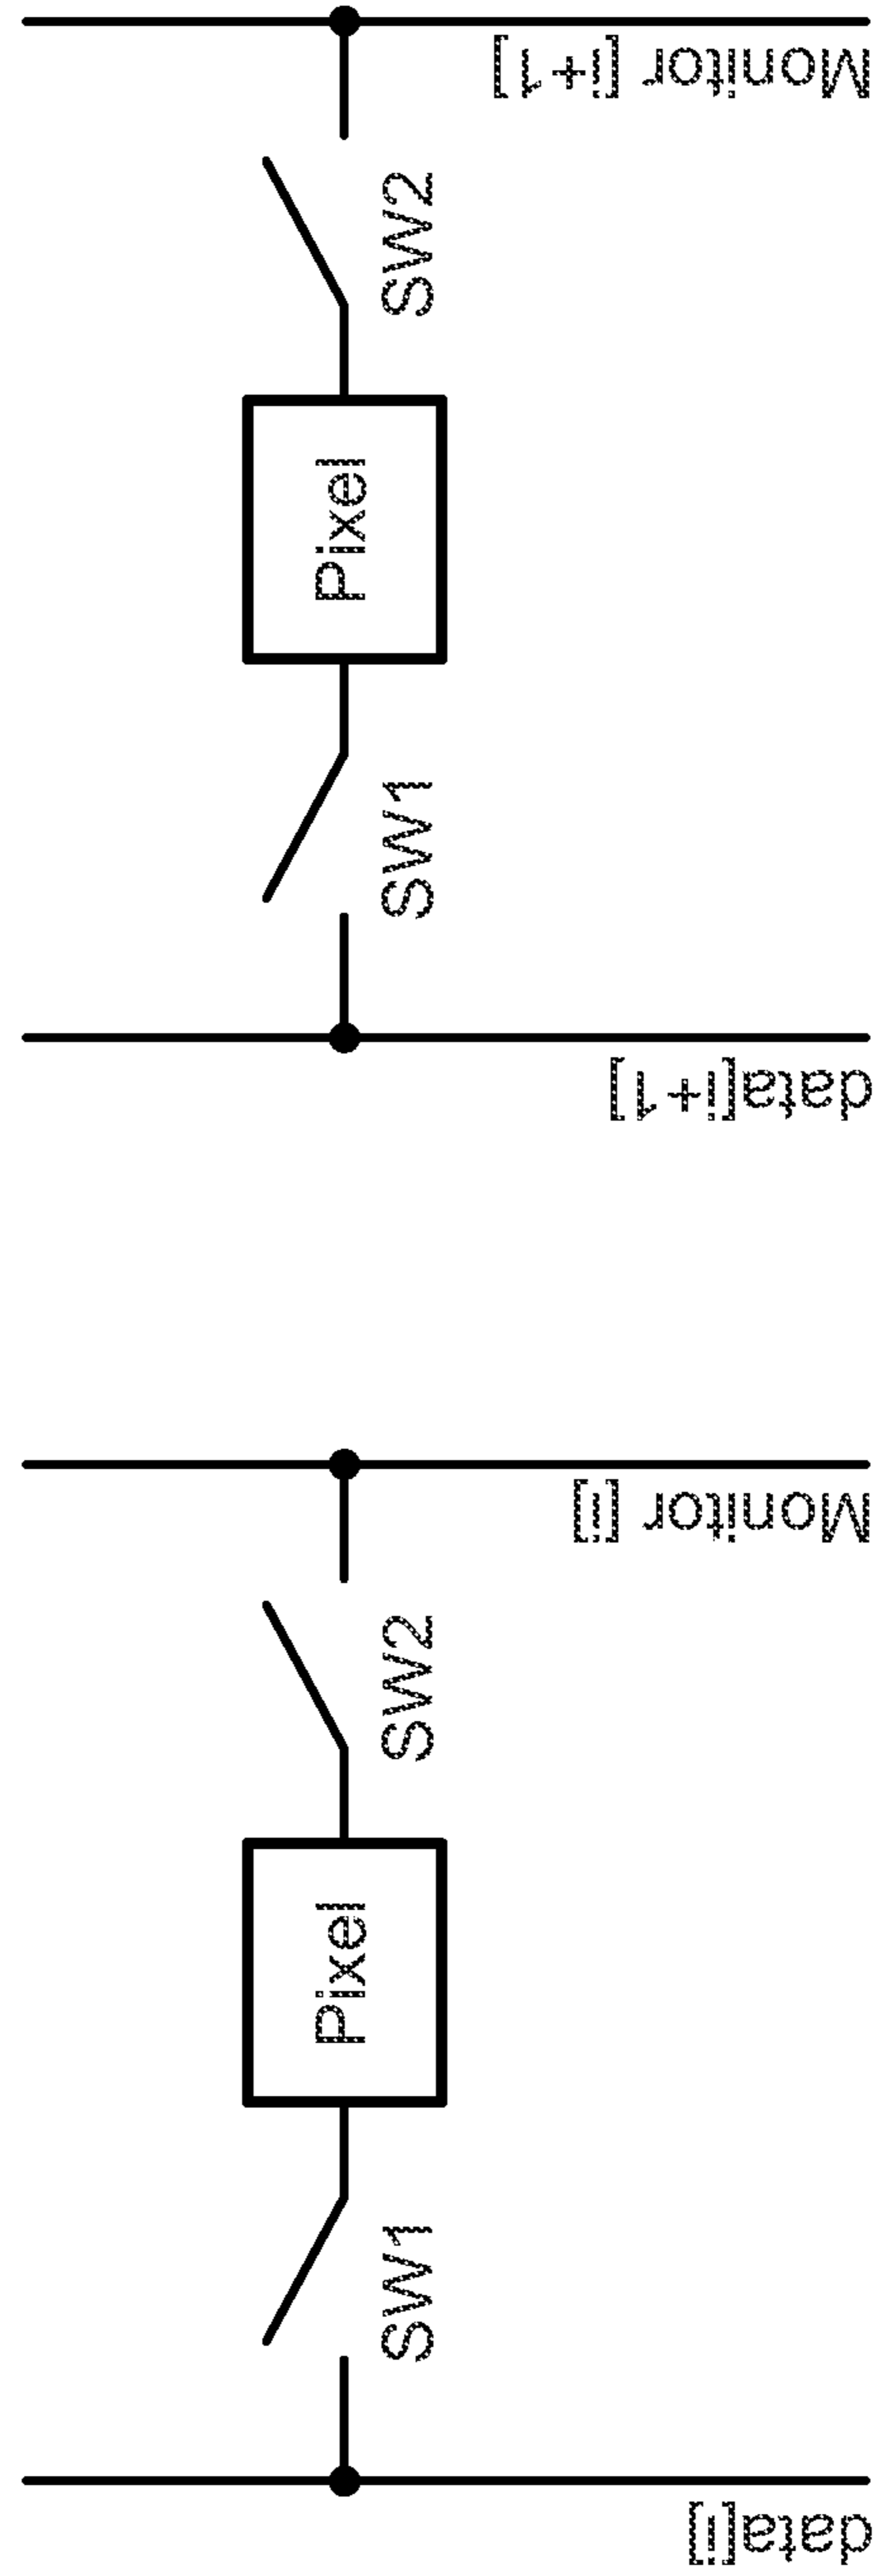 data[i]
SW1
Pixel
SW2
Monitor [i]
data[i+1]
SW1
Pixel
SW2
Monitor [i+1]